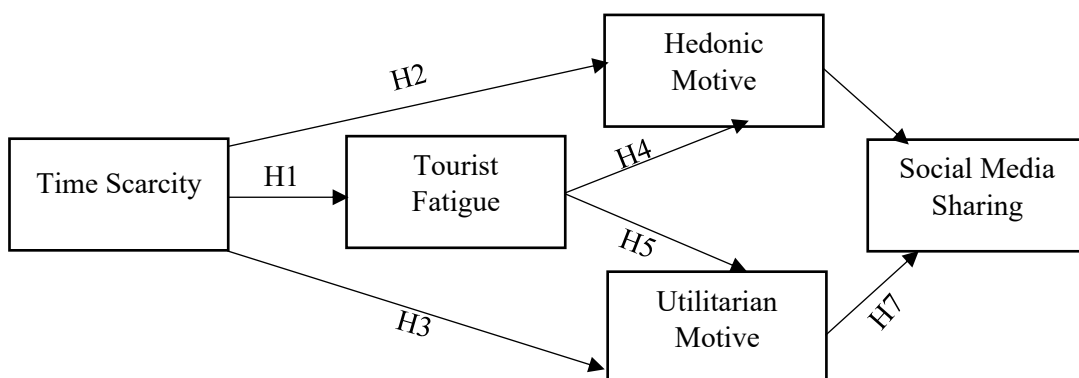 Hedonic
Motive
H2
Time Scarcity
H1
Tourist
Fatigue
H4
Social Media
Sharing
H5
Utilitarian
Motive
H3
H7